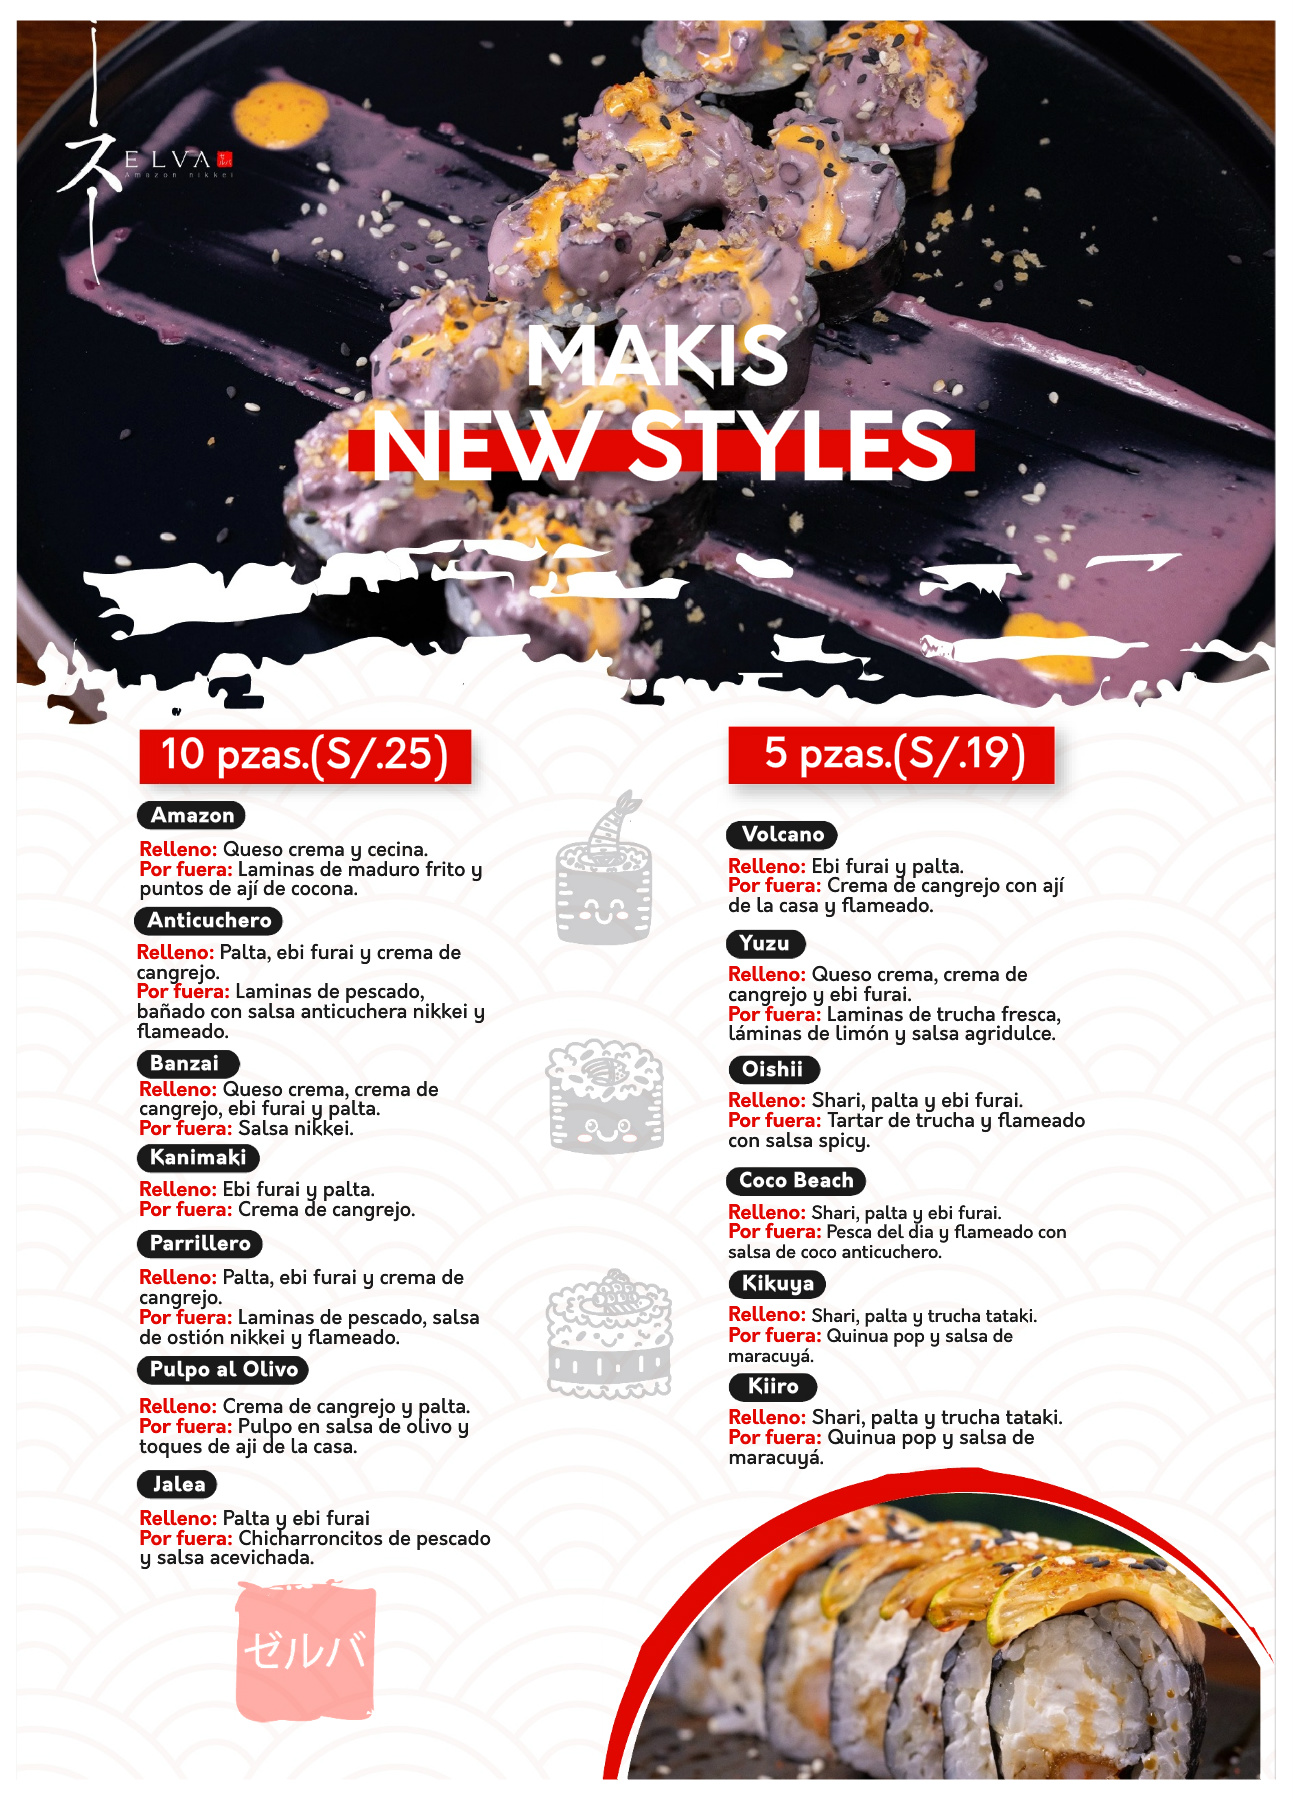 スー
ELVA
Amazon nikkei
MAKIS
NEW STYLES
10 pzas.(S/.25)
Amazon
Relleno: Queso crema y cecina.
Por fuera: Laminas de maduro frito y
puntos de ají de cocona.
Anticuchero
Relleno: Palta, ebi furai y crema de
cangrejo.
Por fuera: Laminas de pescado,
bañado con salsa anticuchera nikkei y
flameado.
Banzai
Relleno: Queso crema, crema de
cangrejo, ebi furai y palta.
Por fuera: Salsa nikkei.
Kanimaki
Relleno: Ebi furai y palta.
Por fuera: Crema de cangrejo.
Parrillero
Relleno: Palta, ebi furai y crema de
cangrejo.
Por fuera: Laminas de pescado, salsa
de ostión nikkei y flameado.
Pulpo al Olivo
Relleno: Crema de cangrejo y palta.
Por fuera: Pulpo en salsa de olivo y
toques de aji de la casa.
Jalea
Relleno: Palta y ebi furai
Por fuera: Chicharroncitos de pescado
y salsa acevichada.
ゼルバ
5 pzas.(S/.19)
Volcano
Relleno: Ebi furai y palta.
Por fuera: Crema de cangrejo con ají
de la casa y flameado.
Yuzu
Relleno: Queso crema, crema de
cangrejo y ebi furai.
Por fuera: Laminas de trucha fresca,
láminas de limón y salsa agridulce.
Oishii
Relleno: Shari, palta y ebi furai.
Por fuera: Tartar de trucha y flameado
con salsa spicy.
Coco Beach
Relleno: Shari, palta y ebi furai.
Por fuera: Pesca del dia y flameado con
salsa de coco anticuchero.
Kikuya
Relleno: Shari, palta y trucha tataki.
Por fuera: Quinua pop y salsa de
maracuyá.
Kiiro
Relleno: Shari, palta y trucha tataki.
Por fuera: Quinua pop y salsa de
maracuyá.